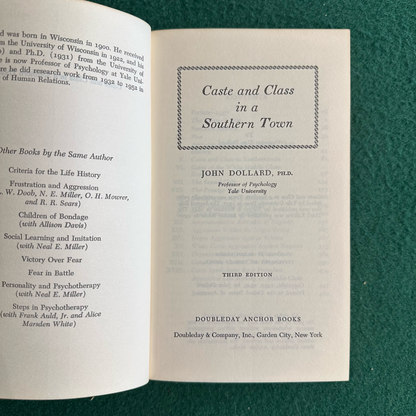 d was born in Wisconsin in 1900. He received
m the University of Wisconsin in 1922, and his
) and Ph.D. (1931) from the University of
e is now Professor of Psychology at Yale Uni-
re he did research work from 1932 to 1952 in
of Human Relations.
Other Books by the Same Author
Criteria for the Life History
Frustration and Aggression
W. Doob, N. E. Miller, O. H. Mowrer,
and R. R. Sears)
Children of Bondage
(with Allison Davis)
Social Learning and Imitation
(with Neal E. Miller)
Victory Over Fear
Fear in Battle
Personality and Psychotherapy
(with Neal E. Miller)
Steps in Psychotherapy
(with Frank Auld, Jr. and Alice
Marsden White)
Caste and Class
in a
Southern Town
JOHN DOLLARD, PH.D.
Professor of Psychology
Yale University
THIRD EDITION
DOUBLEDAY ANCHOR BOOKS
Doubleday & Company, Inc., Garden City, New York